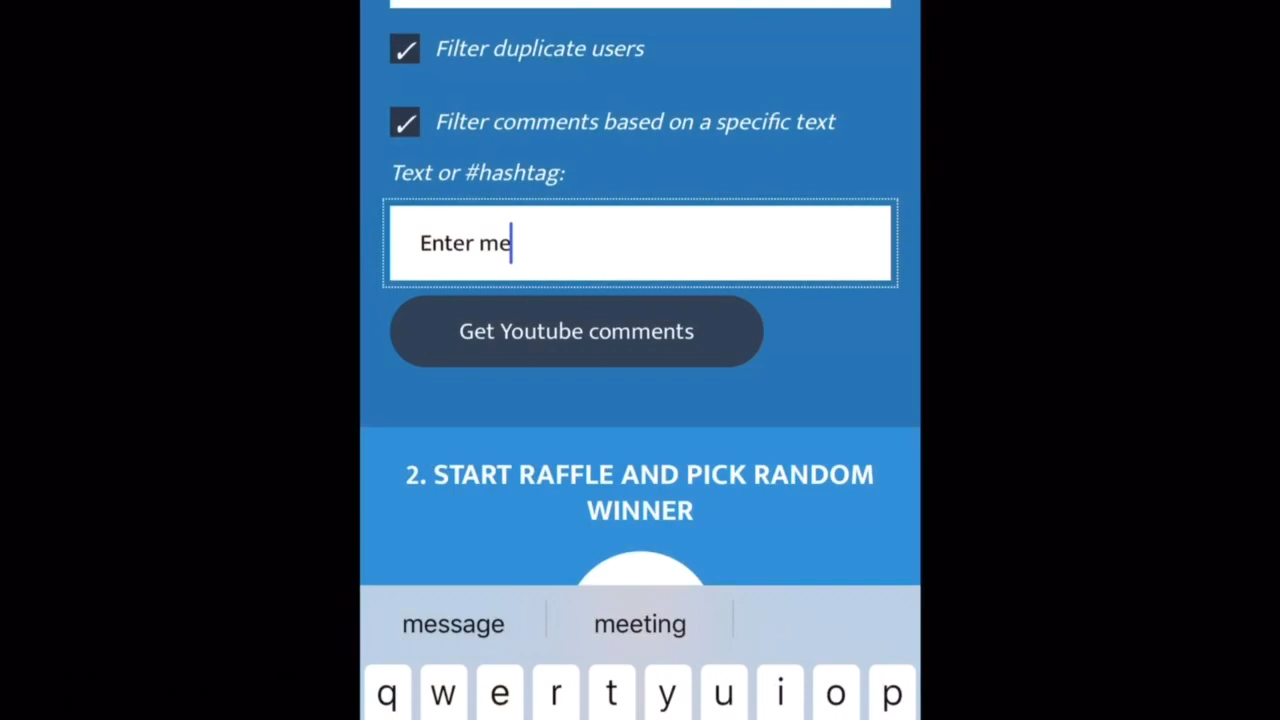 Filter duplicate users
Filter comments based on a specific text
Text or #hashtag:
Enter me
Get Youtube comments
2. START RAFFLE AND PICK RANDOM
WINNER
message meeting
q w e r t y u i o p